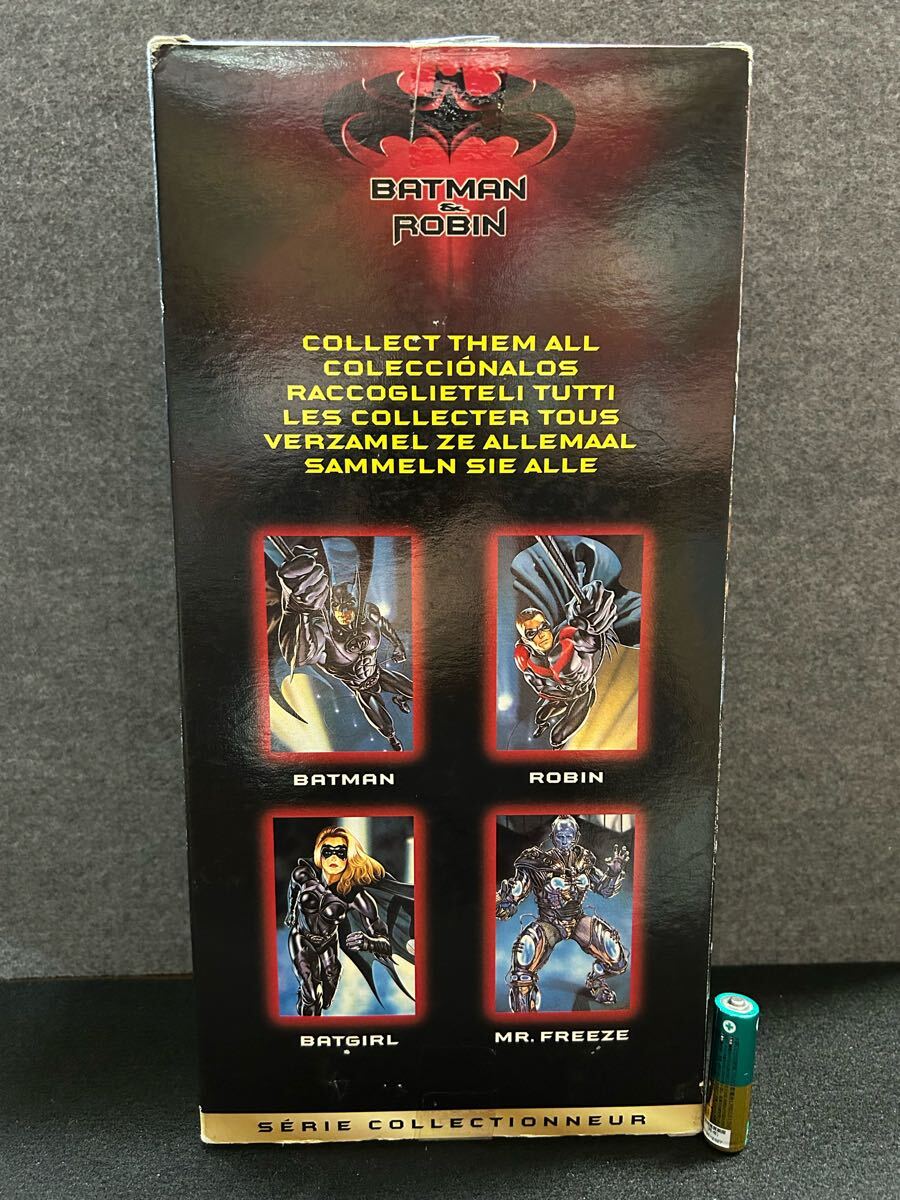 BATMAN
&
ROBIN
COLLECT THEM ALL
COLECCIÓNALOS
RACCOGLIETELI TUTTI
LES COLLECTER TOUS
VERZAMEL ZE ALLEMAAL
SAMMELN SIE ALLE
BATMAN
ROBIN
BATGIRL
MR. FREEZE
SÉRIE COLLECTIONNEUR